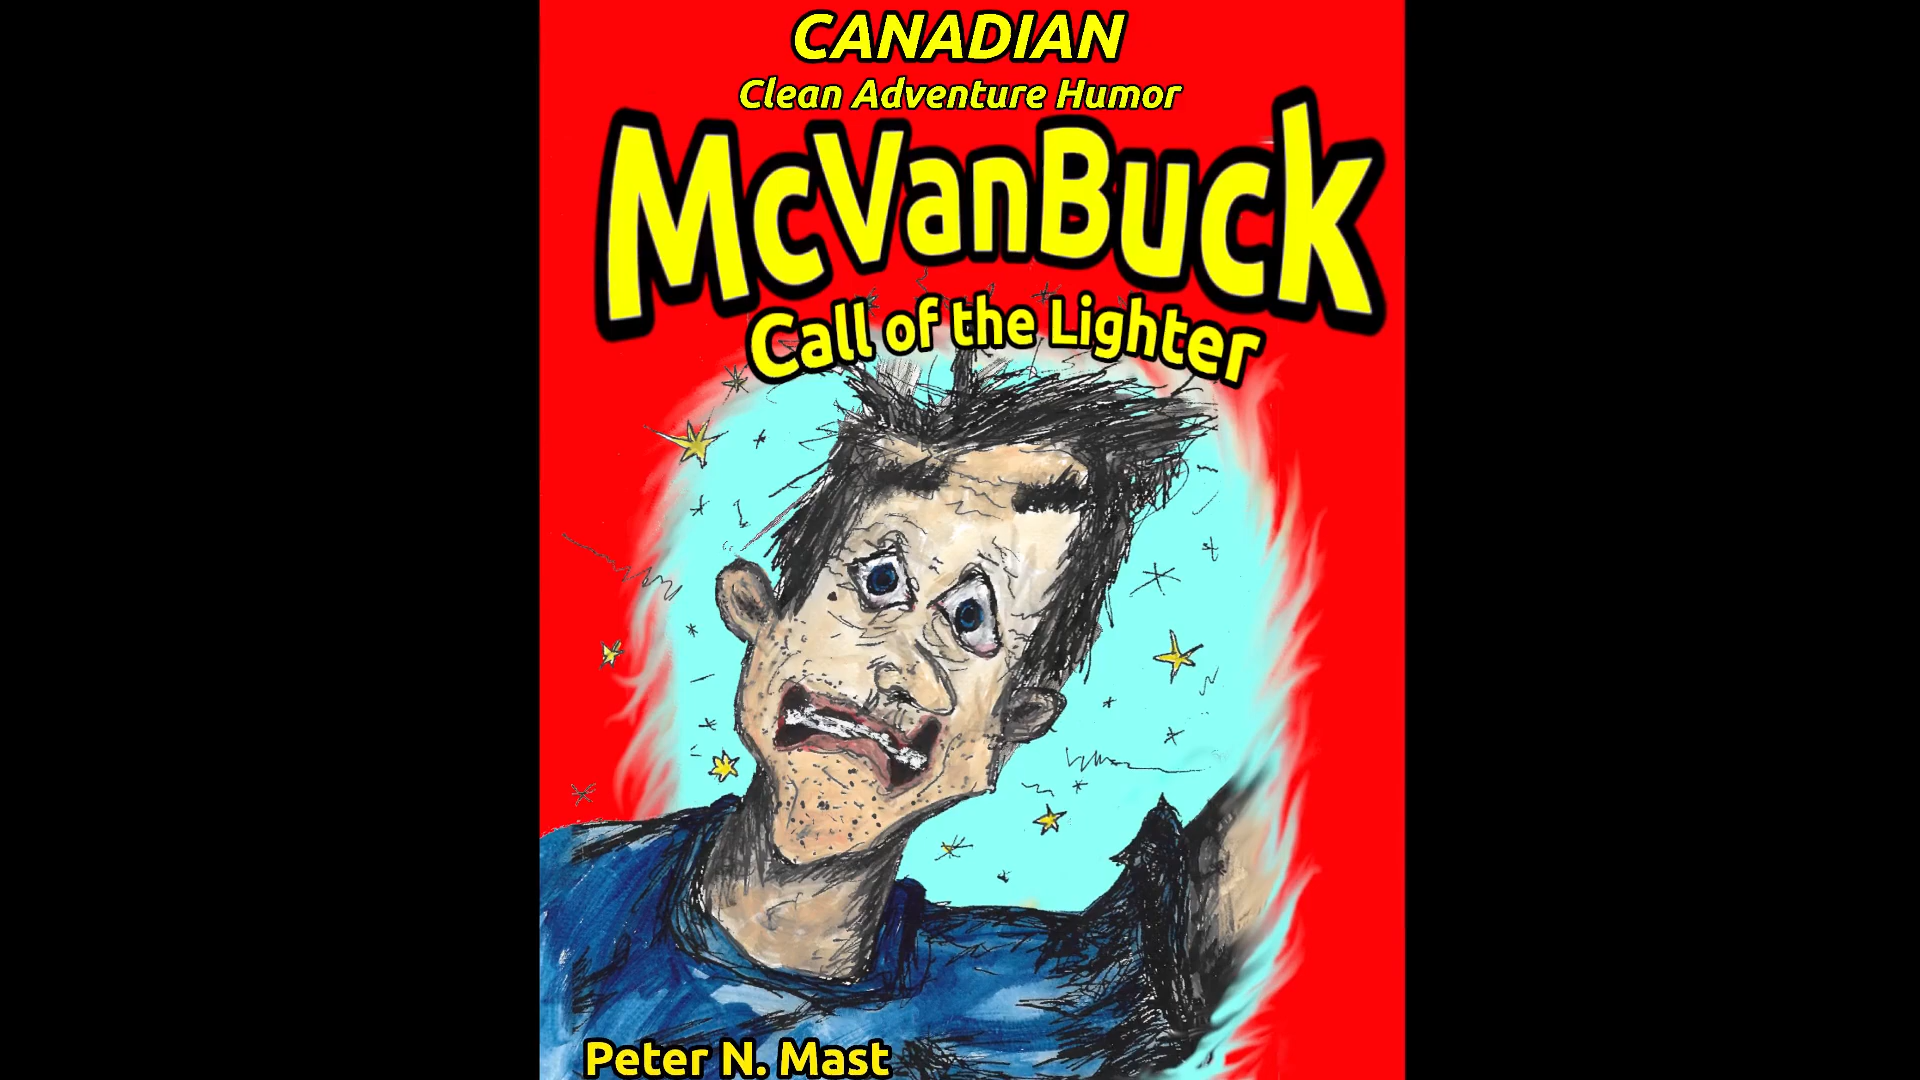 CANADIAN
Clean Adventure Humor
McVanBuck
Call of the Lighter
Peter N. Mast